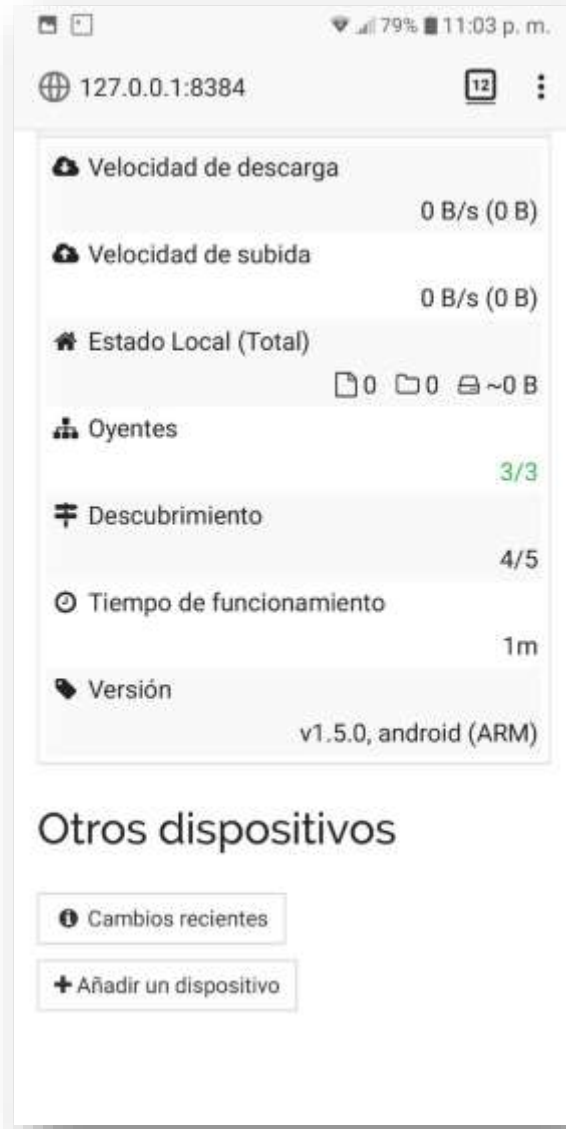 79% 11:03 p. m.
127.0.0.1:8384 12
Velocidad de descarga
0 B/s (0 B)
Velocidad de subida
0 B/s (0 B)
Estado Local (Total)
0 0 ~0 B
Oyentes
3/3
Descubrimiento
4/5
Tiempo de funcionamiento
1m
Versión
v1.5.0, android (ARM)
Otros dispositivos
Cambios recientes
+ Añadir un dispositivo